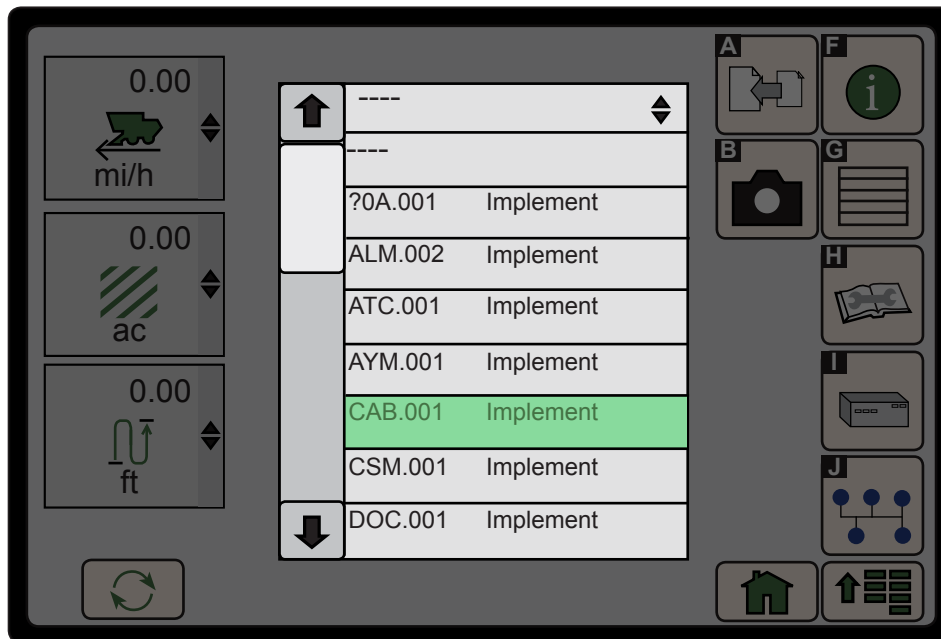 0.00
mi/h
0.00
ac
0.00
ft
----
----
?0A.001 Implement
ALM.002 Implement
ATC.001 Implement
AYM.001 Implement
CAB.001 Implement
CSM.001 Implement
DOC.001 Implement
A
F
i
B
G
H
I
J